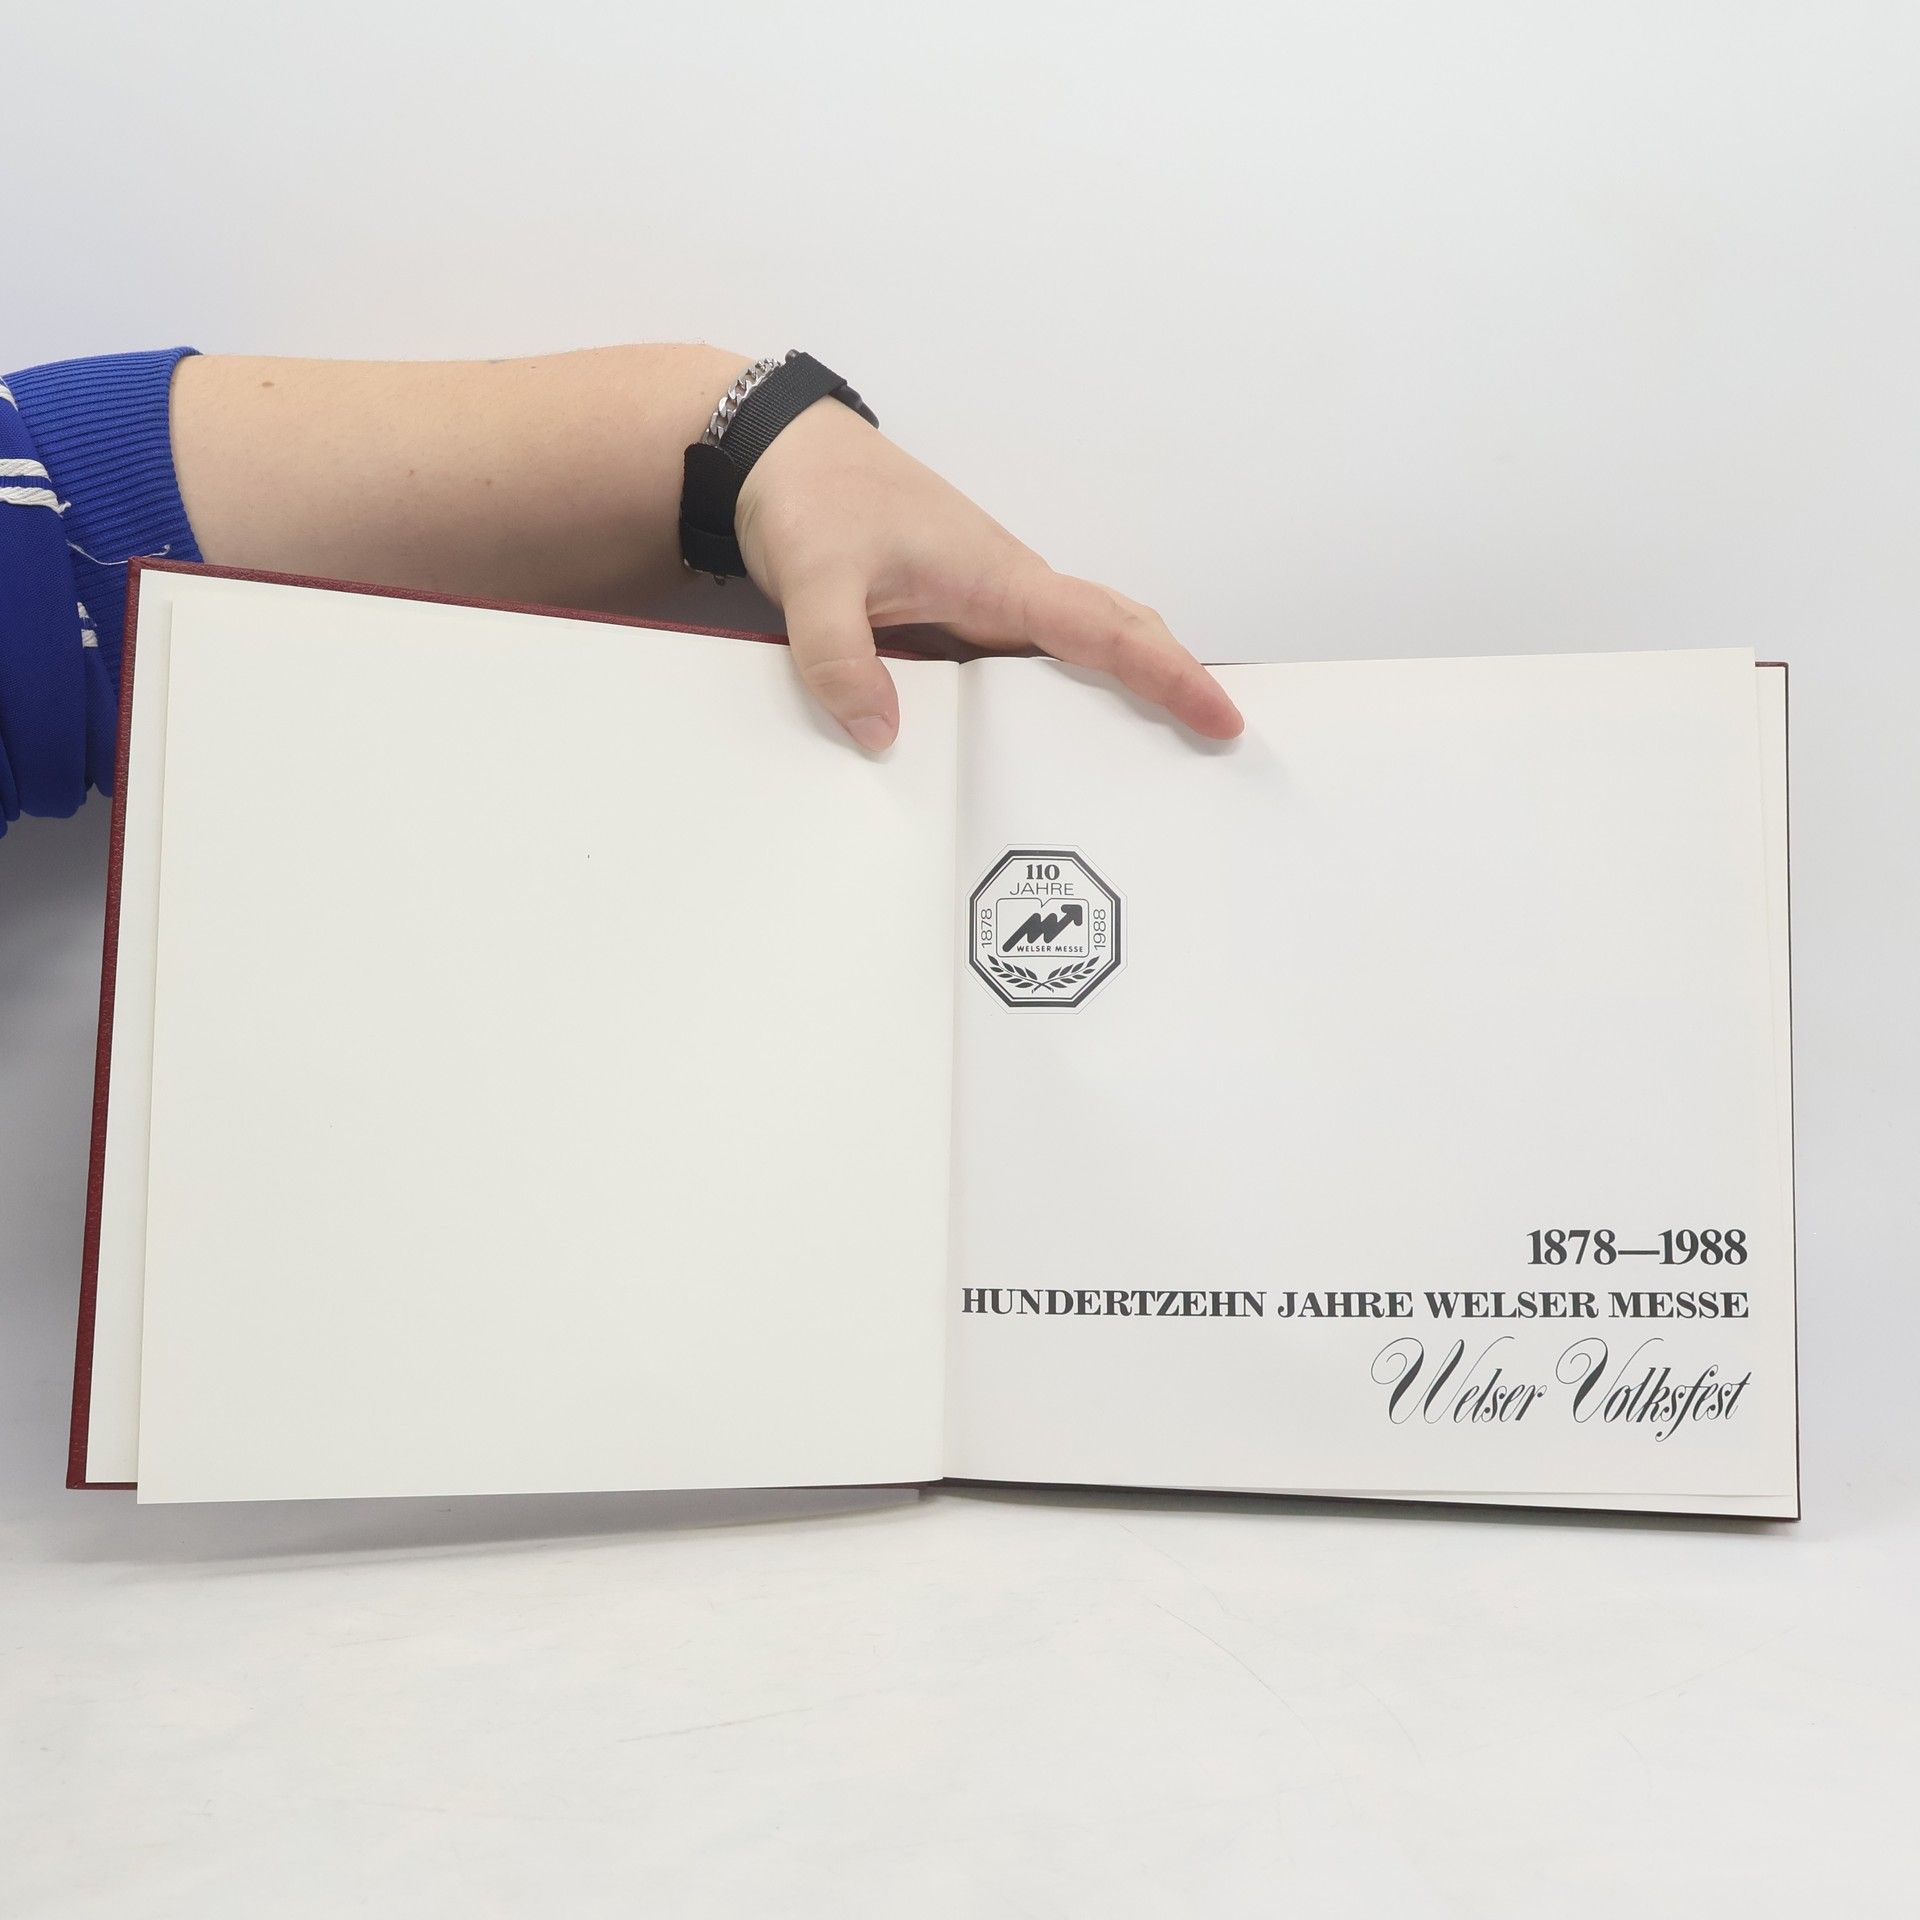 110
JAHRE
1878
1988
WELSER MESSE
1878—1988
HUNDERTZEHN JAHRE WELSER MESSE
Welser Volksfest